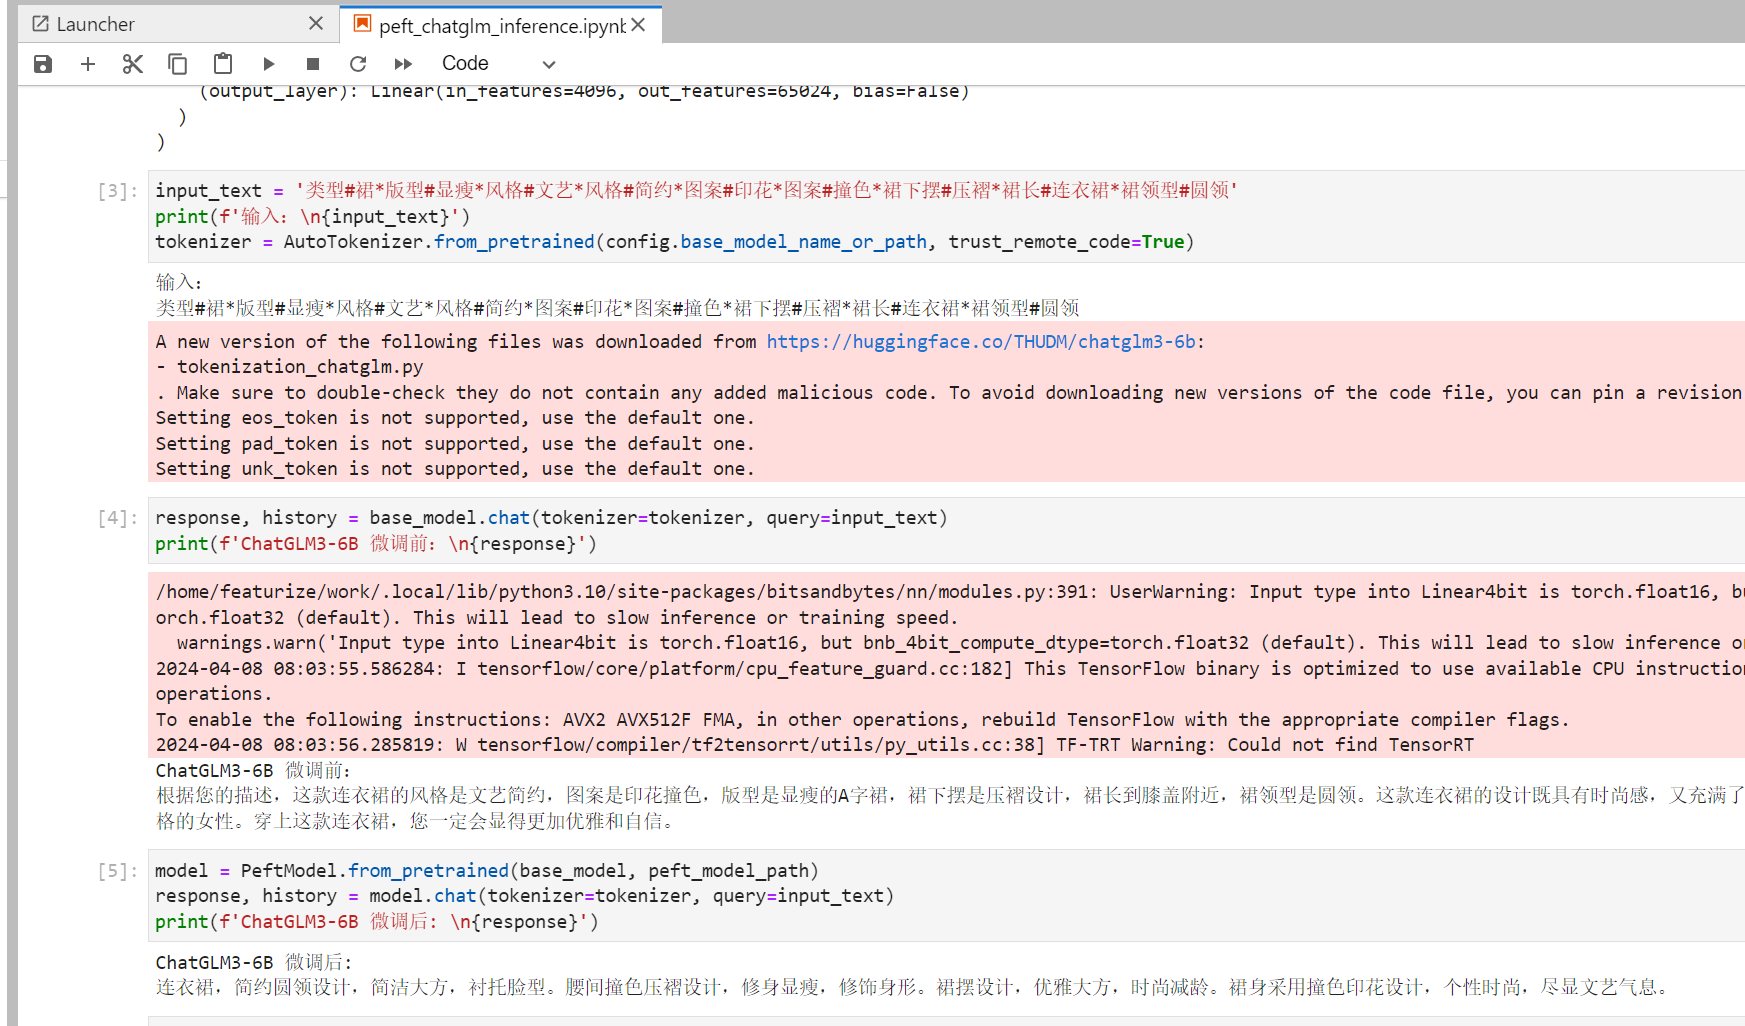 Launcher
peft_chatglm_inference.ipynb
Code
(output_layer): Linear(in_features=4096, out_features=65024, bias=False)
)
)
[3]:
input_text = '类型#裙*版型#显瘦*风格#文艺*风格#简约*图案#印花*图案#撞色*裙下摆#压褶*裙长#连衣裙*裙领型#圆领'
print(f'输入：\n{input_text}')
tokenizer = AutoTokenizer.from_pretrained(config.base_model_name_or_path, trust_remote_code=True)
输入：
类型#裙*版型#显瘦*风格#文艺*风格#简约*图案#印花*图案#撞色*裙下摆#压褶*裙长#连衣裙*裙领型#圆领
A new version of the following files was downloaded from https://huggingface.co/THUDM/chatglm3-6b:
- tokenization_chatglm.py
. Make sure to double-check they do not contain any added malicious code. To avoid downloading new versions of the code file, you can pin a revision
Setting eos_token is not supported, use the default one.
Setting pad_token is not supported, use the default one.
Setting unk_token is not supported, use the default one.
[4]:
response, history = base_model.chat(tokenizer=tokenizer, query=input_text)
print(f'ChatGLM3-6B 微调前：\n{response}')
/home/featurize/work/.local/lib/python3.10/site-packages/bitsandbytes/nn/modules.py:391: UserWarning: Input type into Linear4bit is torch.float16,
orch.float32 (default). This will lead to slow inference or training speed.
warnings.warn('Input type into Linear4bit is torch.float16, but bnb_4bit_compute_dtype=torch.float32 (default). This will lead to slow inference
2024-04-08 08:03:55.586284: I tensorflow/core/platform/cpu_feature_guard.cc:182] This TensorFlow binary is optimized to use available CPU
operations.
To enable the following instructions: AVX2 AVX512F FMA, in other operations, rebuild TensorFlow with the appropriate compiler flags.
2024-04-08 08:03:56.285819: W tensorflow/compiler/tf2tensorrt/utils/py_utils.cc:38] TF-TRT Warning: Could not find TensorRT
ChatGLM3-6B 微调前：
根据您的描述，这款连衣裙的风格是文艺简约，图案是印花撞色，版型是显瘦的A字裙，裙下摆是压褶设计，裙长到膝盖附近，裙领型是圆领。这款连衣裙的设计既具有时尚感，又充满了
格的女性。穿上这款连衣裙，您一定会显得更加优雅和自信。
[5]:
model = PeftModel.from_pretrained(base_model, peft_model_path)
response, history = model.chat(tokenizer=tokenizer, query=input_text)
print(f'ChatGLM3-6B 微调后：\n{response}')
ChatGLM3-6B 微调后：
连衣裙，简约圆领设计，简洁大方，衬托脸型。腰间撞色压褶设计，修身显瘦，修饰身形。裙摆设计，优雅大方，时尚减龄。裙身采用撞色印花设计，个性时尚，尽显文艺气息。